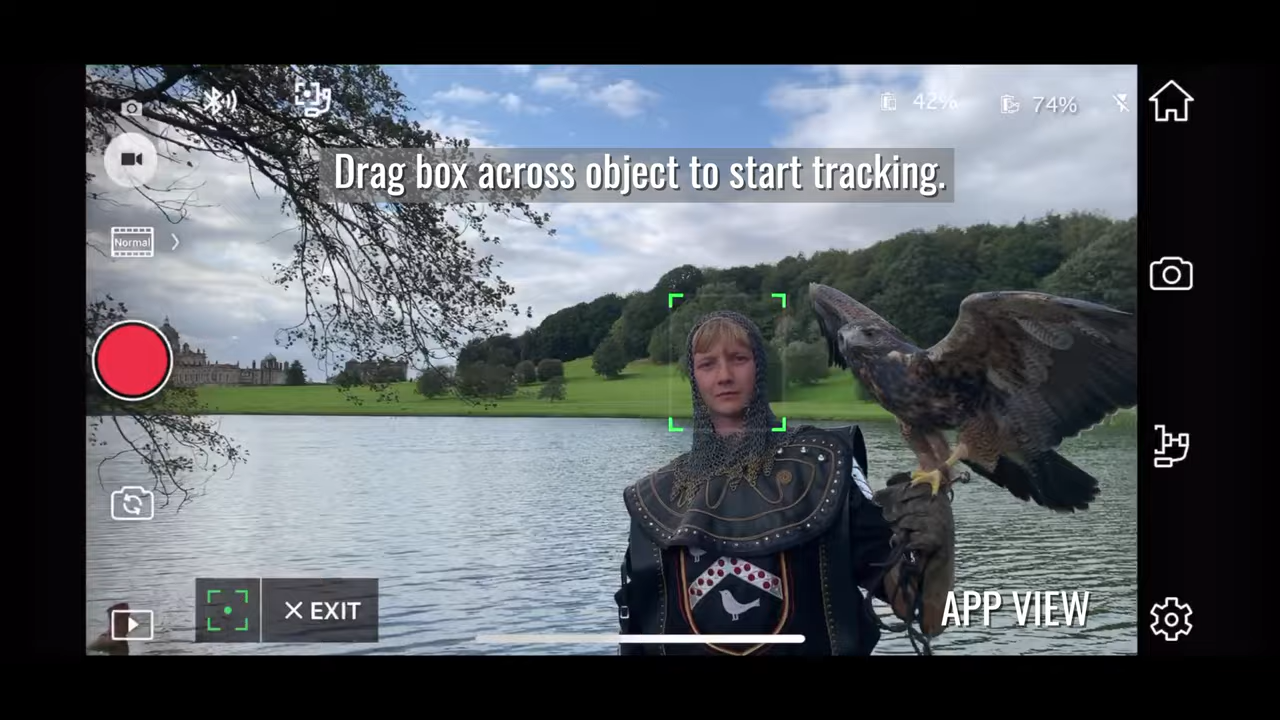 42%
74%
Drag box across object to start tracking.
Normal
EXIT
APP VIEW